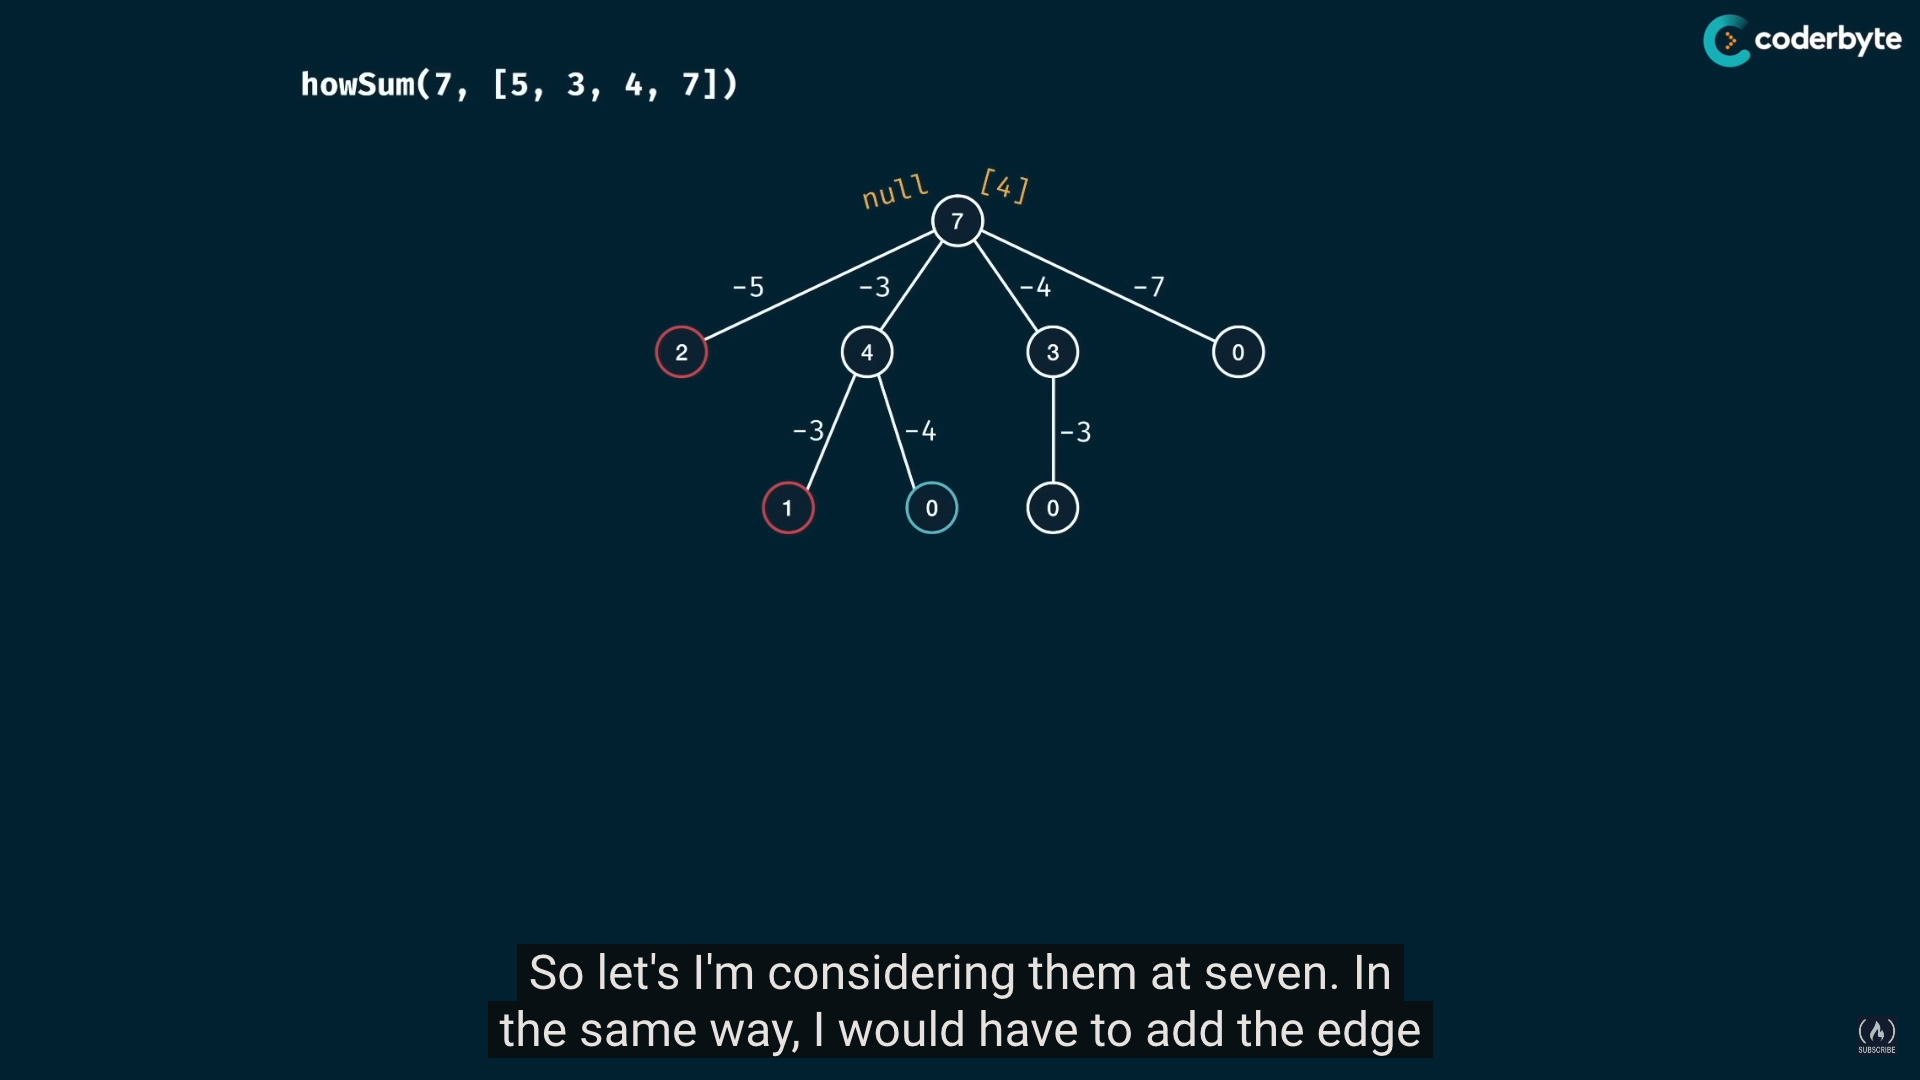 coderbyte
howSum(7, [5, 3, 4, 7])
null [4]
7
-5 -3 -4 -7
2 4 3 0
-3 -4 -3
1 0 0
So let's I'm considering them at seven. In
the same way, I would have to add the edge
SUBSCRIBE